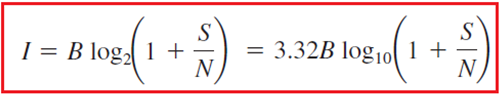 I = B log₂(1 + S/N) = 3.32B log₁₀(1 + S/N)